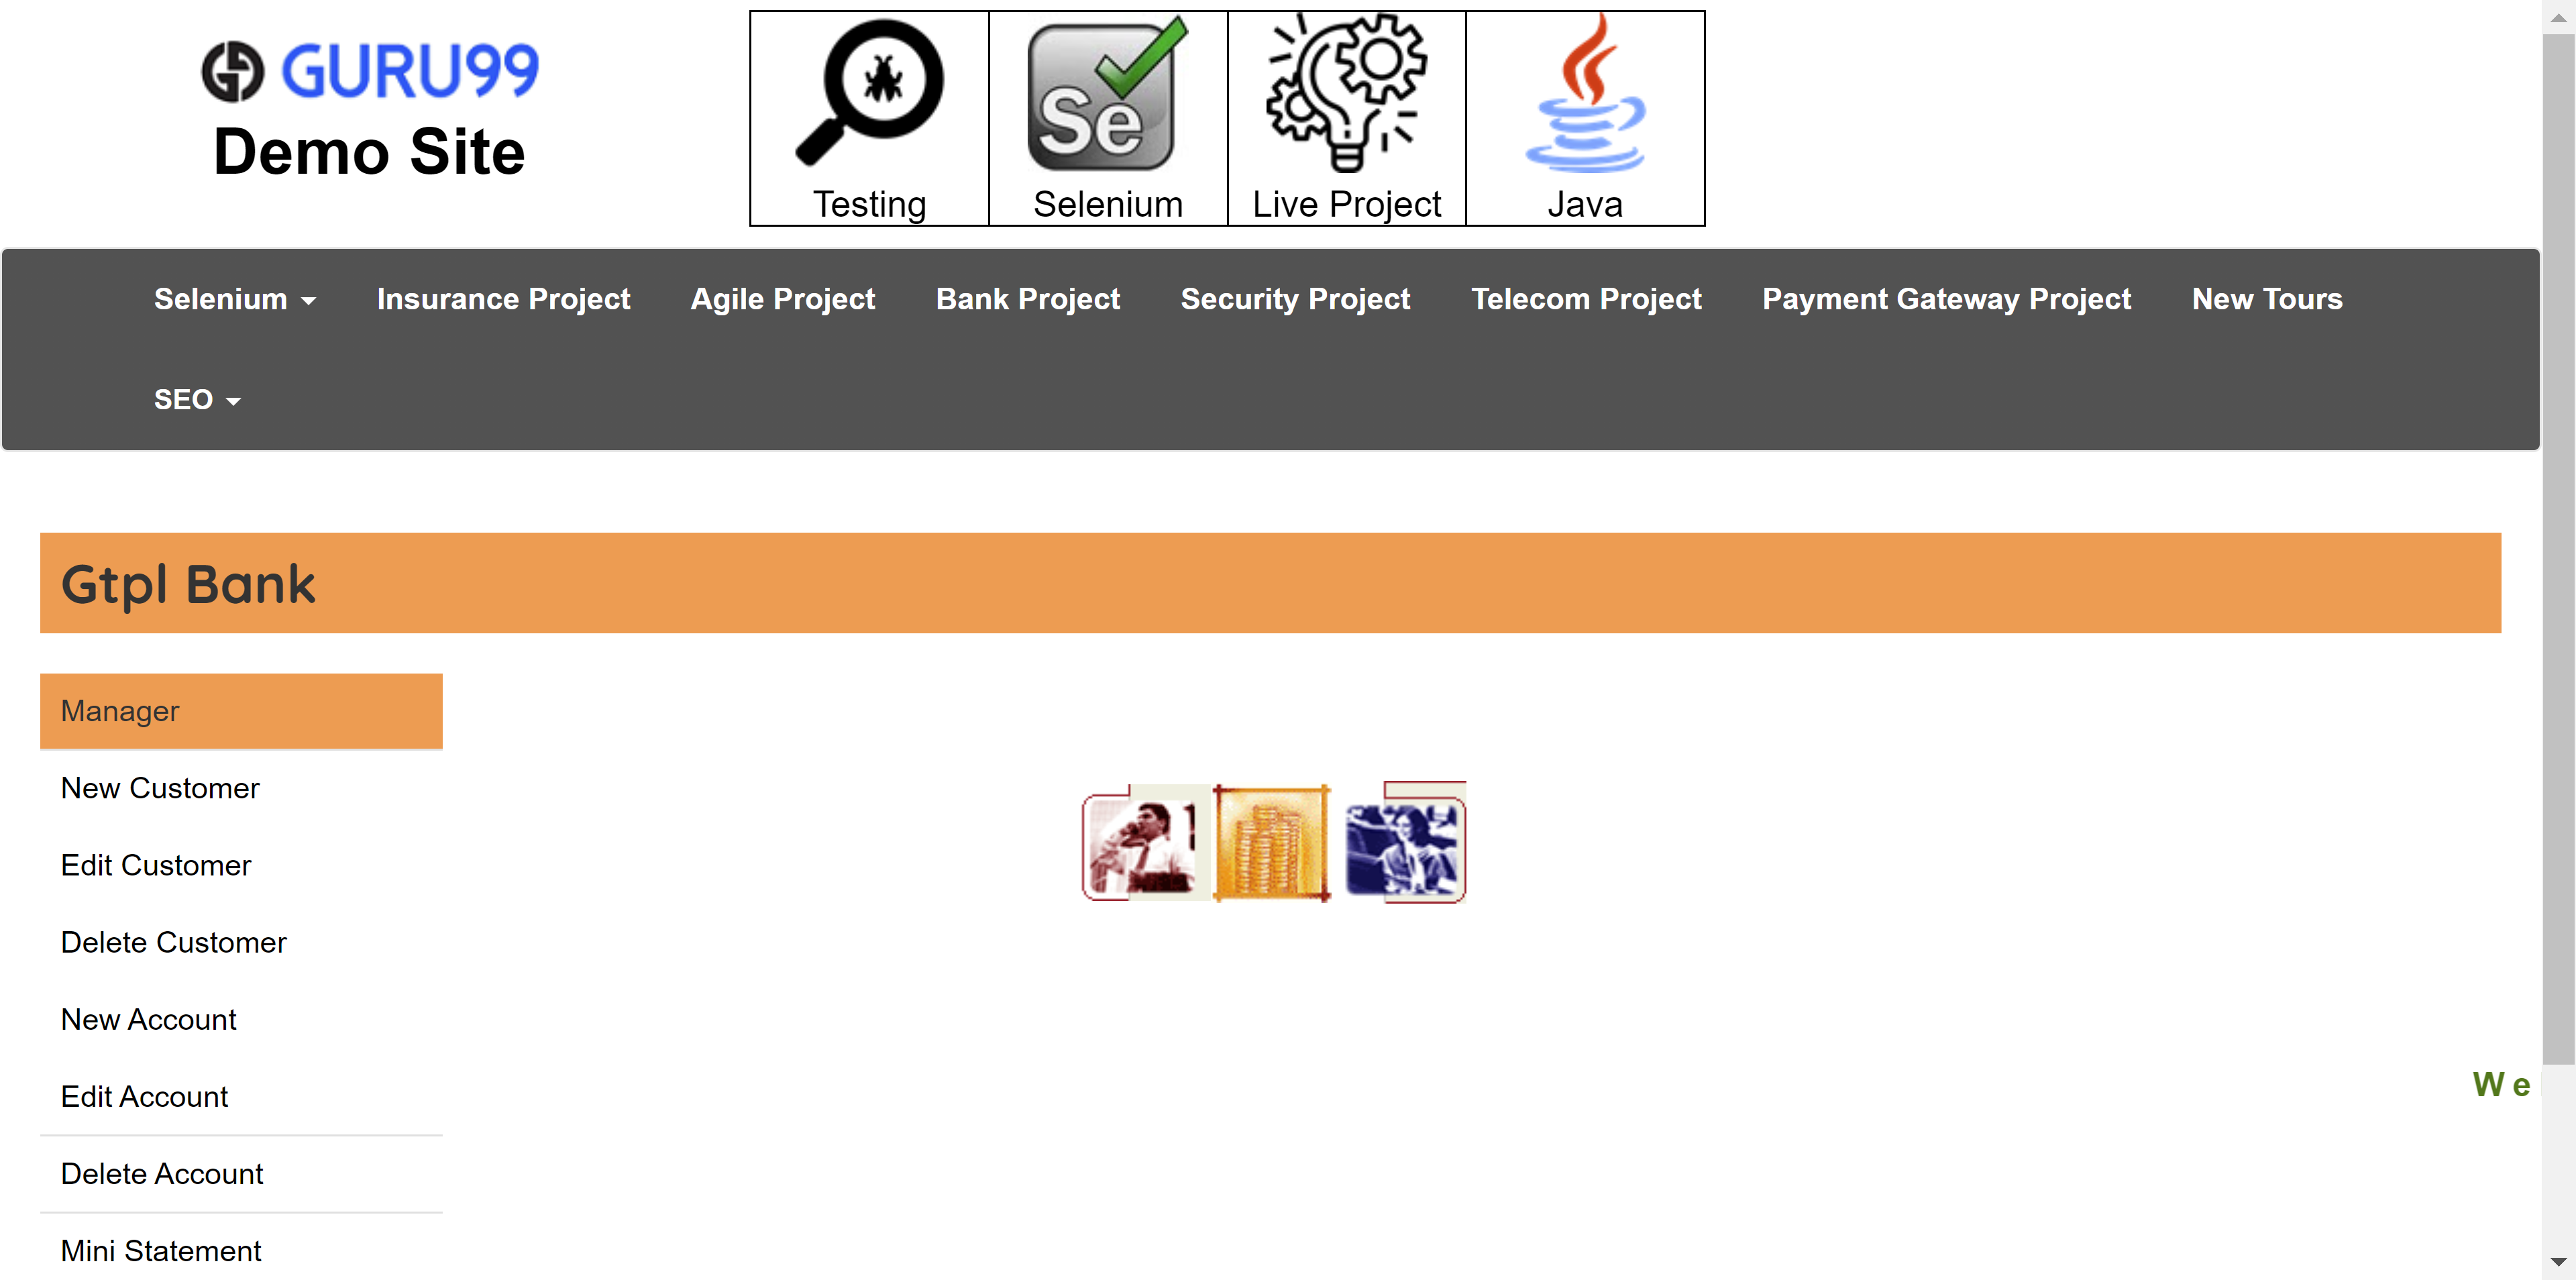 GURU99
Demo Site
Testing
Selenium
Live Project
Java
Selenium
Insurance Project
Agile Project
Bank Project
Security Project
Telecom Project
Payment Gateway Project
New Tours
SEO
Gtpl Bank
Manager
New Customer
Edit Customer
Delete Customer
New Account
Edit Account
We
Delete Account
Mini Statement